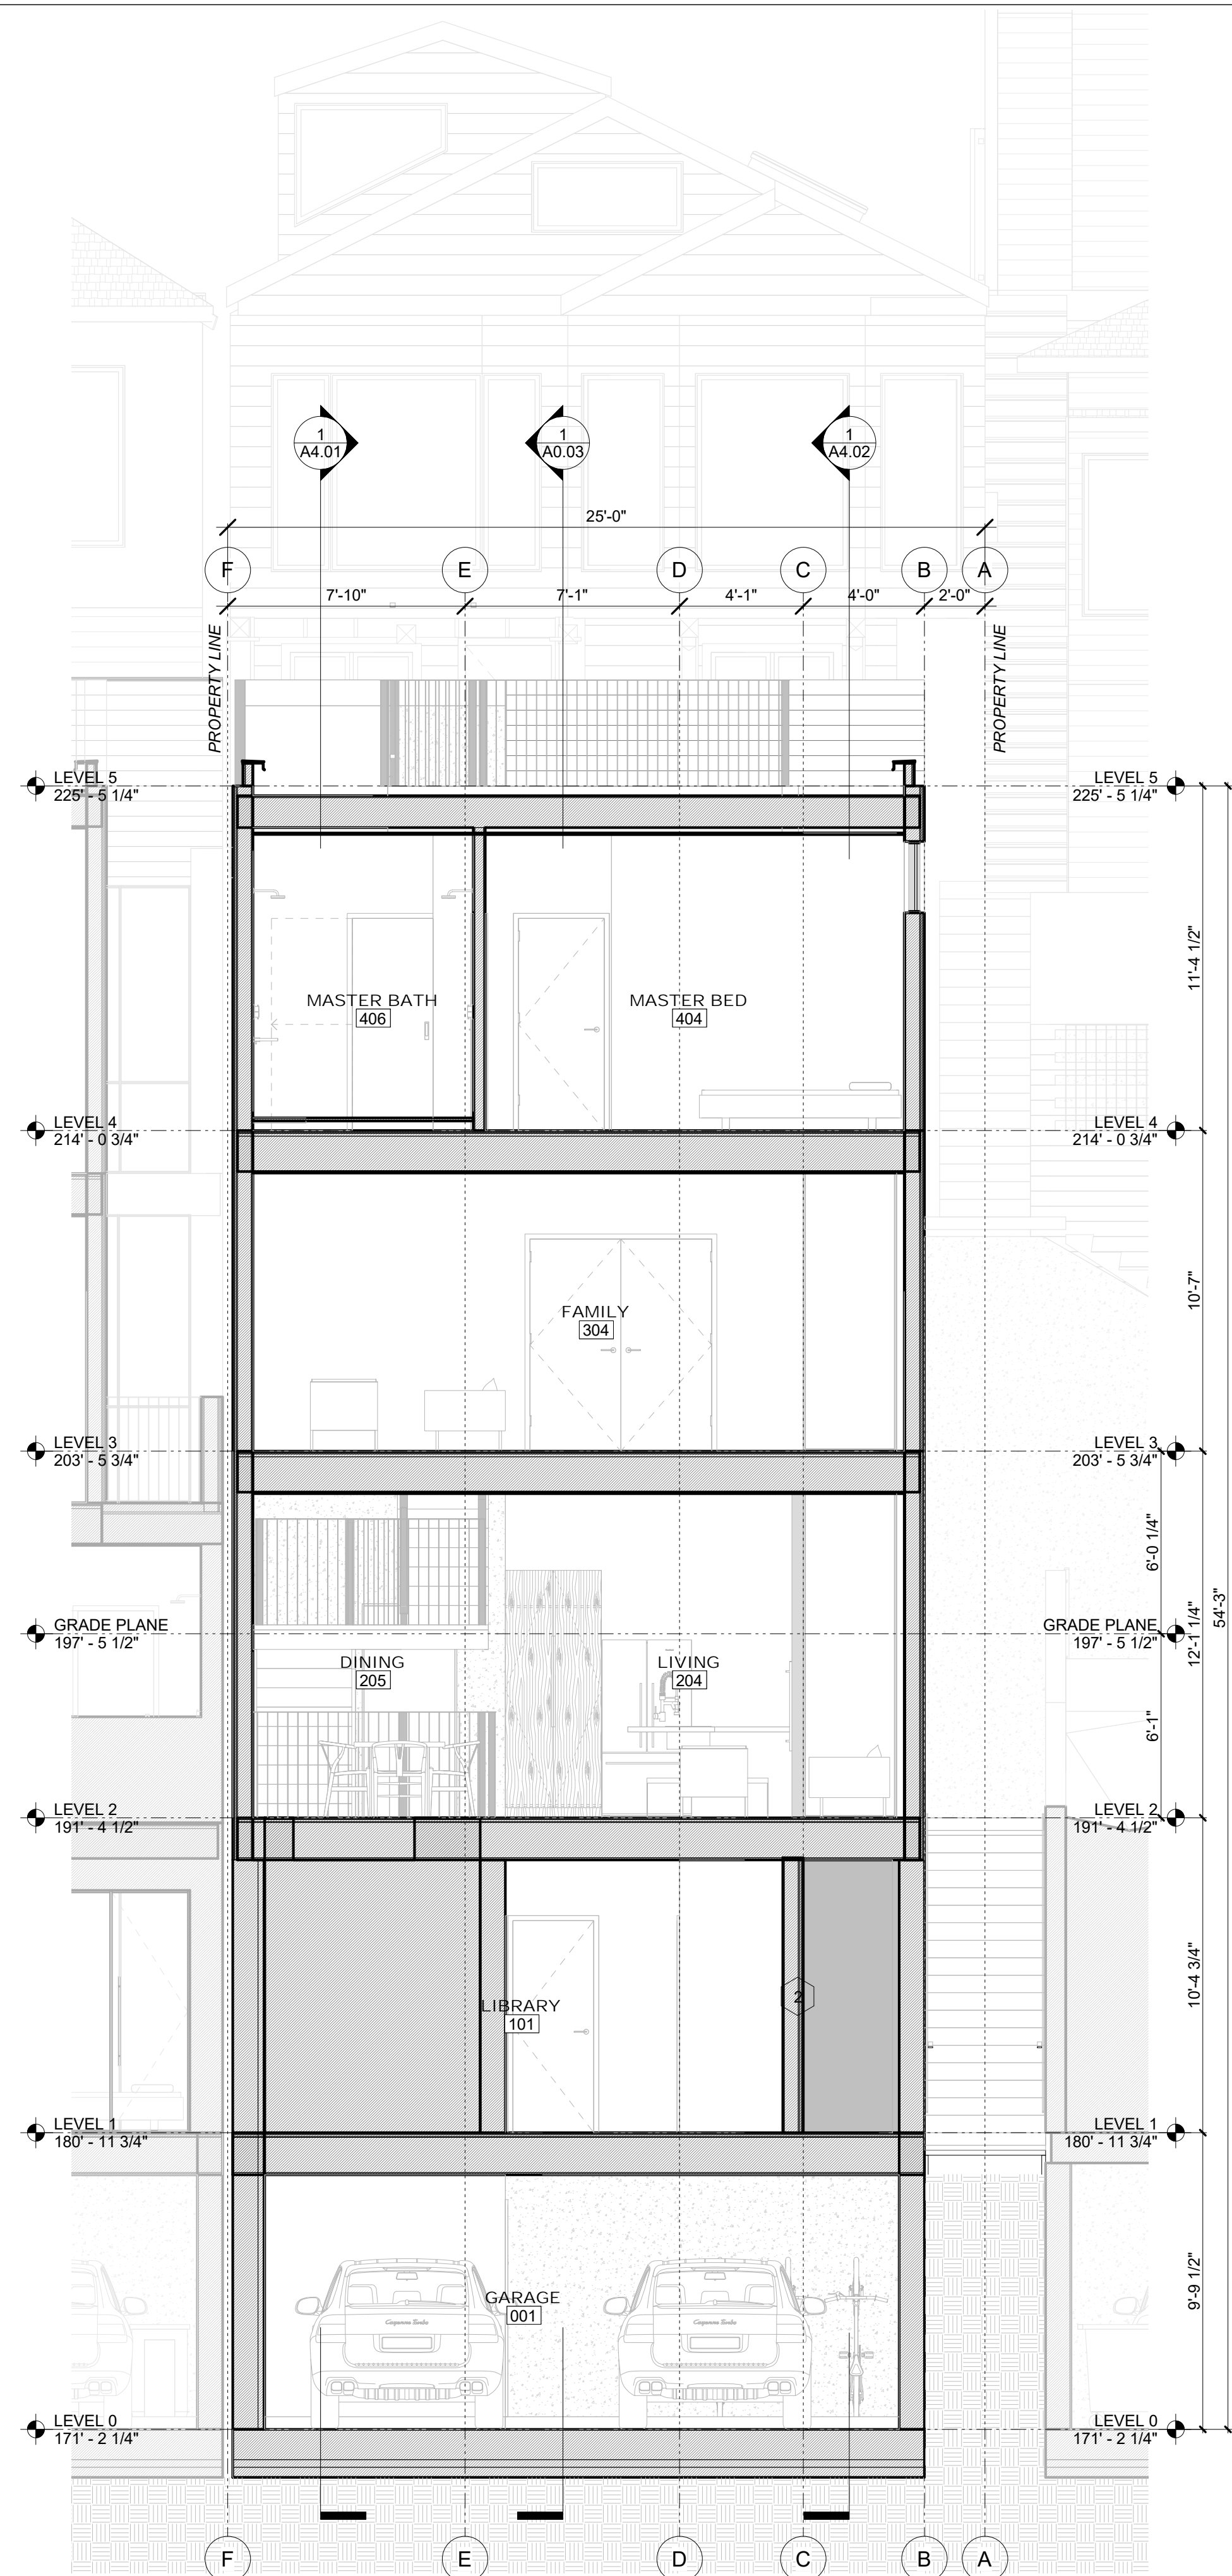 1
A4.01
1
A0.03
1
A4.02
25'-0"
F
E
D
C
B
A
7'-10"
7'-1"
4'-1"
4'-0"
2'-0"
PROPERTY LINE
PROPERTY LINE
LEVEL 5
225' - 5 1/4"
LEVEL 5
225' - 5 1/4"
11'-4 1/2"
MASTER BATH
406
MASTER BED
404
LEVEL 4
214' - 0 3/4"
LEVEL 4
214' - 0 3/4"
10'-7"
FAMILY
304
LEVEL 3
203' - 5 3/4"
LEVEL 3
203' - 5 3/4"
6'-0 1/4"
12'-1 1/4"
54'-3"
GRADE PLANE
197' - 5 1/2"
GRADE PLANE
197' - 5 1/2"
DINING
205
LIVING
204
6'-1"
LEVEL 2
191' - 4 1/2"
LEVEL 2
191' - 4 1/2"
10'-4 3/4"
2
LIBRARY
101
LEVEL 1
180' - 11 3/4"
LEVEL 1
180' - 11 3/4"
9'-9 1/2"
GARAGE
001
Cayenne Turbo
Cayenne Turbo
LEVEL 0
171' - 2 1/4"
LEVEL 0
171' - 2 1/4"
F
E
D
C
B
A